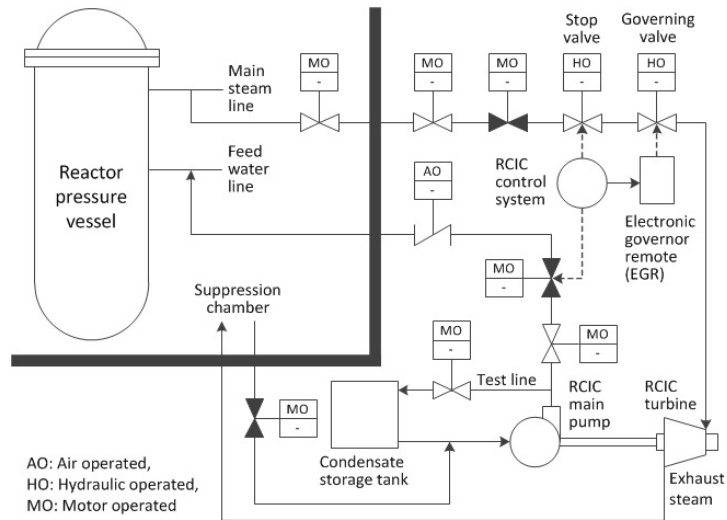 Stop
valve
Governing
valve
MO
-
MO
-
MO
-
HO
-
HO
-
Main
steam
line
Reactor
pressure
vessel
Feed
water
line
AO
-
RCIC
control
system
Electronic
governor
remote
(EGR)
MO
-
Suppression
chamber
MO
-
MO
-
Test line
RCIC
main
pump
RCIC
turbine
MO
-
Condensate
storage tank
Exhaust
steam
AO: Air operated,
HO: Hydraulic operated,
MO: Motor operated